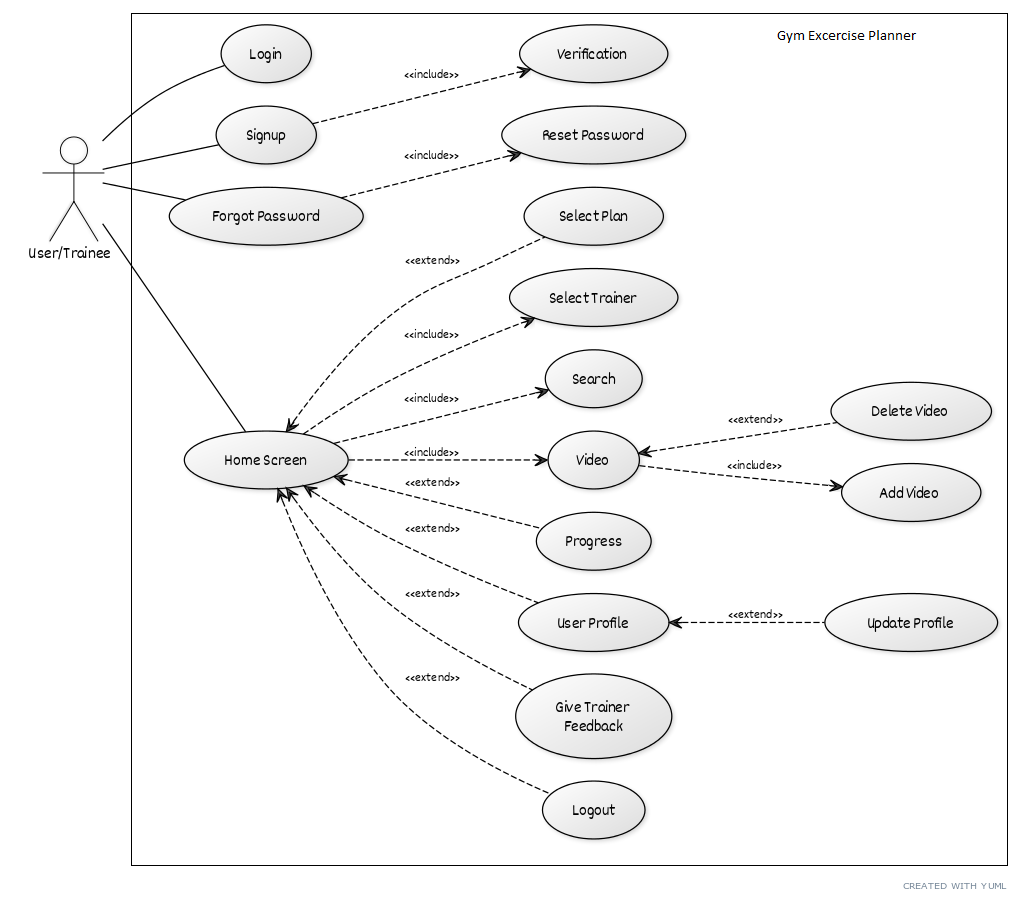 Gym Excercise Planner
Login
Verification
<<include>>
Signup
Reset Password
<<include>>
Forgot Password
Select Plan
User/Trainee
<<extend>>
Select Trainer
<<include>>
Search
<<include>>
Delete Video
<<extend>>
Home Screen
<<include>>
Video
<<include>>
Add Video
<<extend>>
Progress
<<extend>>
User Profile
<<extend>>
Update Profile
<<extend>>
Give Trainer
Feedback
<<extend>>
Logout
CREATED WITH YUML